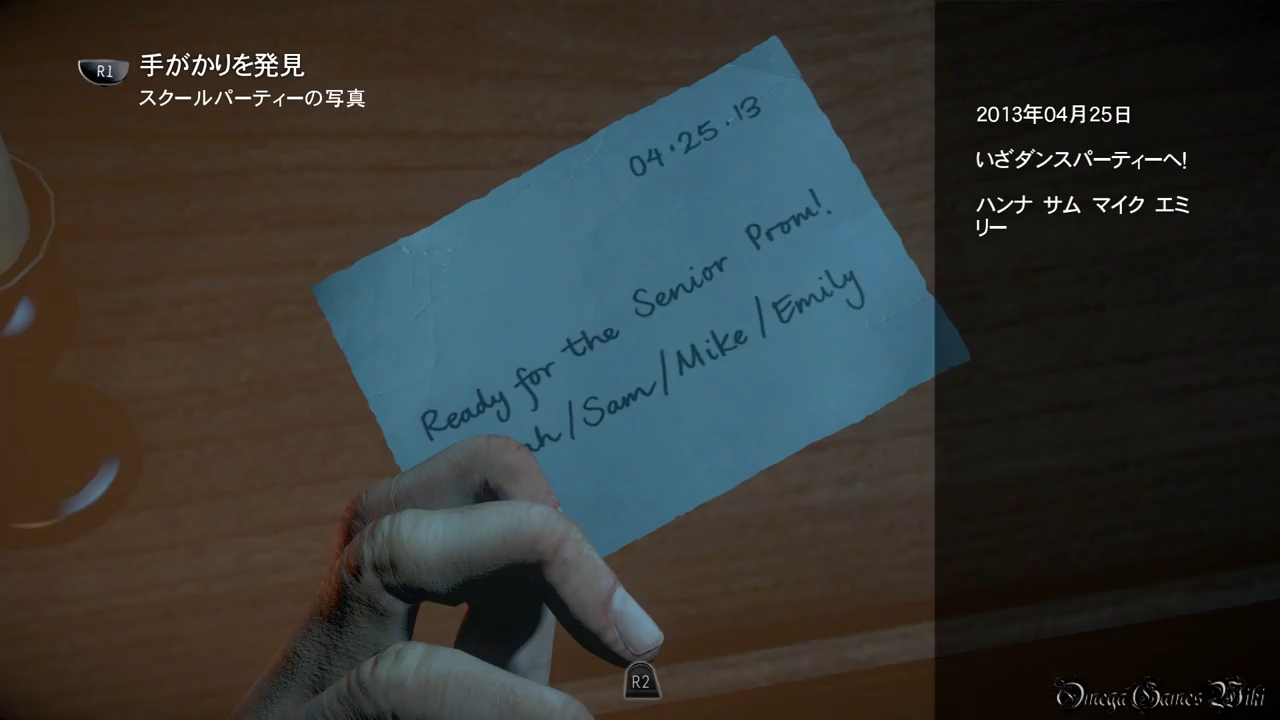 R1
手がかりを発見
スクールパーティーの写真
04.25.13
Ready for the Senior Prom!
ah/Sam/Mike/Emily
2013年04月25日
いざダンスパーティーへ!
ハンナ サム マイク エミ
リー
R2
Omega Games Wiki